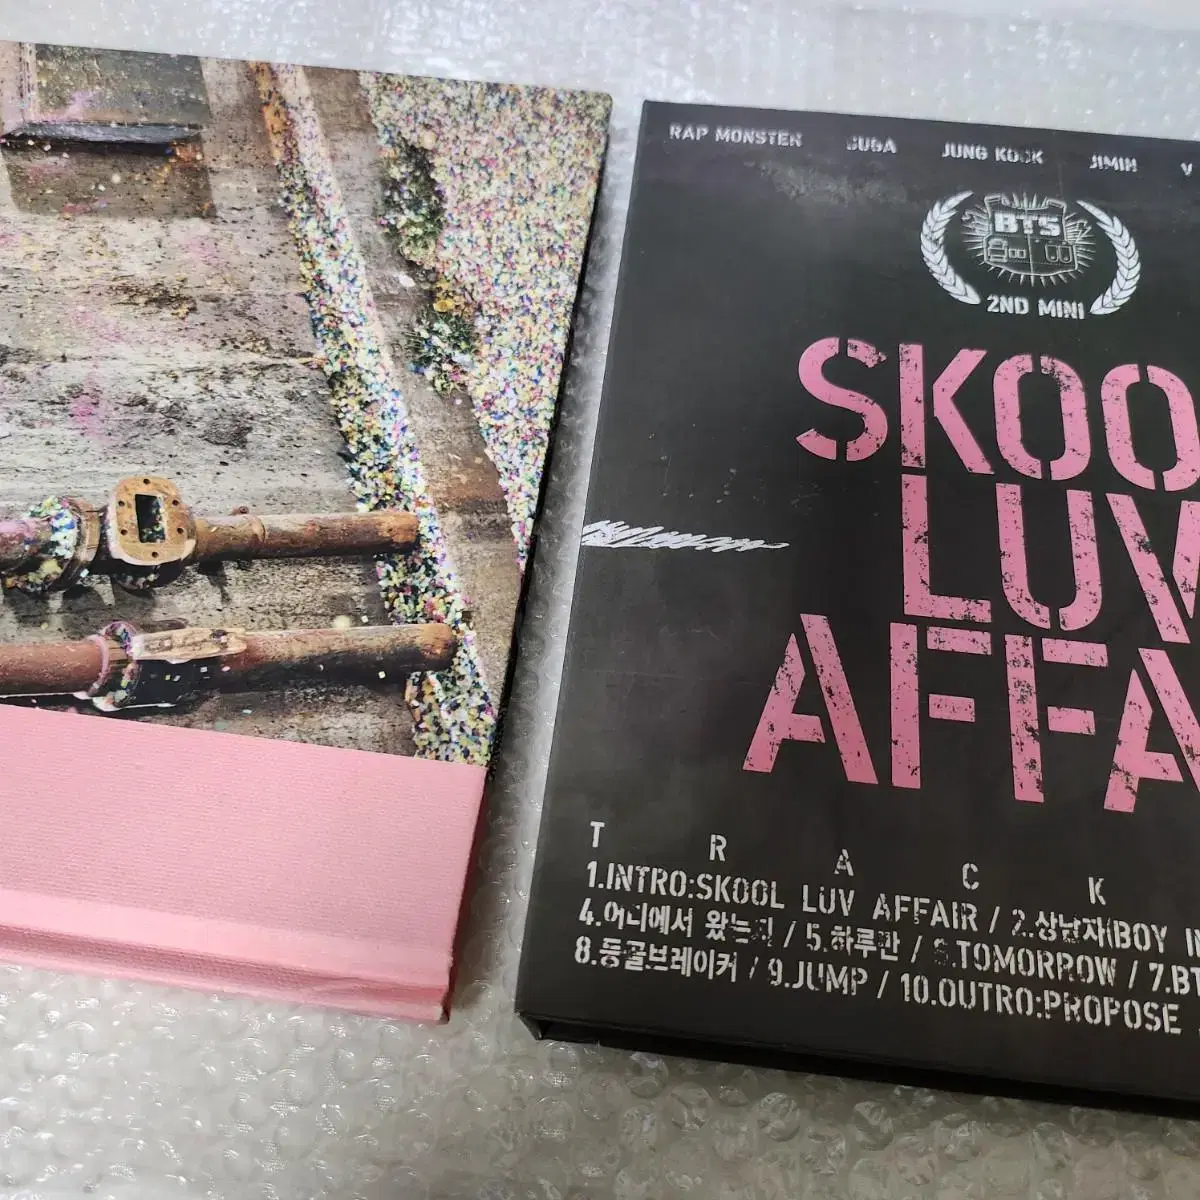 RAP MONSTER SUGA JUNG KOOK JIMIN V
BTS
2ND MINI
SKOO
LUV
AFFA
TRACK
1.INTRO:SKOOL LUV AFFAIR / 2.상남자(BOY IN
4.어디에서 왔는지 / 5.하루만 / 6.TOMORROW / 7.BT
8.등골브레이커 / 9.JUMP / 10.OUTRO:PROPOSE